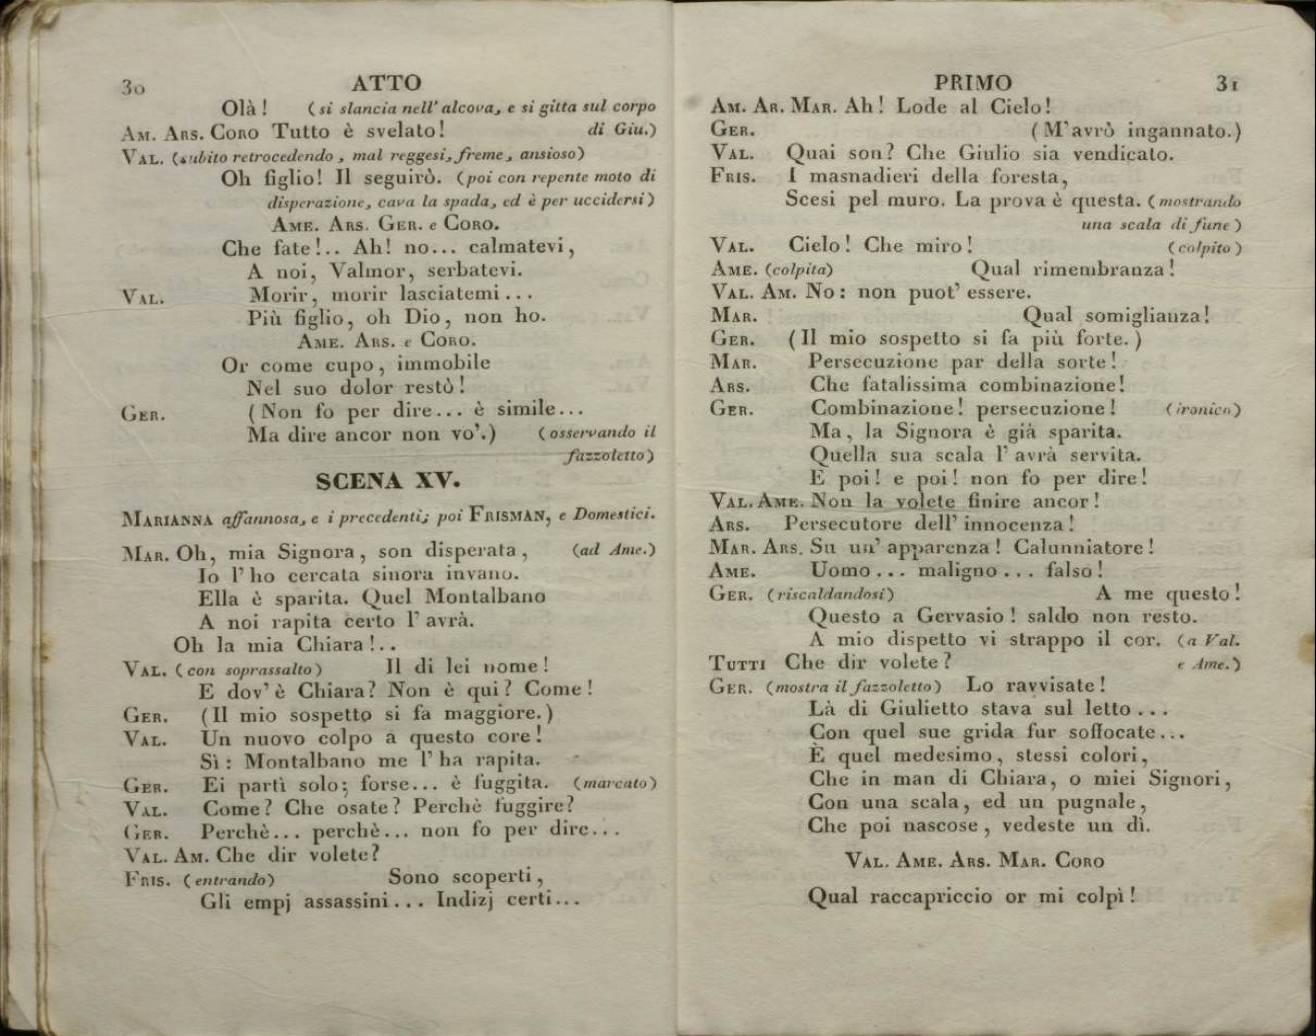 30 ATTO
Olà! (si slancia nell' alcova, e si gitta sul corpo
Am. Ars. Coro Tutto è svelato! di Giu.)
Val. (subito retrocedendo, mal reggesi, freme, ansioso)
Oh figlio! Il seguirò. (poi con repente moto di
disperazione, cava la spada, ed è per uccidersi)
Ame. Ars. Ger. e Coro.
Che fate!.. Ah! no... calmatevi,
A noi, Valmor, serbatevi.
Val. Morir, morir lasciatemi...
Più figlio, oh Dio, non ho.
Ame. Ars. e Coro.
Or come cupo, immobile
Nel suo dolor restò!
Ger. (Non fo per dire... è simile...
Ma dire ancor non vo'.) (osservando il
fazzoletto)
SCENA XV.
Marianna affannosa, e i precedenti; poi Frisman, e Domestici.
Mar. Oh, mia Signora, son disperata, (ad Ame.)
Io l' ho cercata sinora invano.
Ella è sparita. Quel Montalbano
A noi rapita certo l' avrà.
Oh la mia Chiara!..
Val. (con soprassalto) Il di lei nome!
E dov' è Chiara? Non è qui? Come!
Ger. (Il mio sospetto si fa maggiore.)
Val. Un nuovo colpo a questo core!
Sì: Montalbano me l' ha rapita.
Ger. Ei partì solo; forse... è fuggita. (marcato)
Val. Come? Che osate? Perchè fuggire?
Ger. Perchè... perchè... non fo per dire...
Val. Am. Che dir volete?
Fris. (entrando) Sono scoperti,
Gli empj assassini... Indizj certi...
PRIMO 31
Am. Ar. Mar. Ah! Lode al Cielo!
Ger. (M' avrò ingannato.)
Val. Quai son? Che Giulio sia vendicato.
Fris. I masnadieri della foresta,
Scesi pel muro. La prova è questa. (mostrando
una scala di fune)
Val. Cielo! Che miro! (colpito)
Ame. (colpita) Qual rimembranza!
Val. Am. No: non puot' essere.
Mar. Qual somiglianza!
Ger. (Il mio sospetto si fa più forte.)
Mar. Persecuzione par della sorte!
Ars. Che fatalissima combinazione!
Ger. Combinazione! persecuzione! (ironico)
Ma, la Signora è già sparita.
Quella sua scala l' avrà servita.
E poi! e poi! non fo per dire!
Val. Ame. Non la volete finire ancor!
Ars. Persecutore dell' innocenza!
Mar. Ars. Su un' apparenza! Calunniatore!
Ame. Uomo... maligno... falso!
Ger. (riscaldandosi) A me questo!
Questo a Gervasio! saldo non resto.
A mio dispetto vi strappo il cor. (a Val.
Tutti Che dir volete? e Ame.)
Ger. (mostra il fazzoletto) Lo ravvisate!
Là di Giulietto stava sul letto...
Con quel sue grida fur soffocate...
È quel medesimo, stessi colori,
Che in man di Chiara, o miei Signori,
Con una scala, ed un pugnale,
Che poi nascose, vedeste un dì.
Val. Ame. Ars. Mar. Coro
Qual raccapriccio or mi colpì!